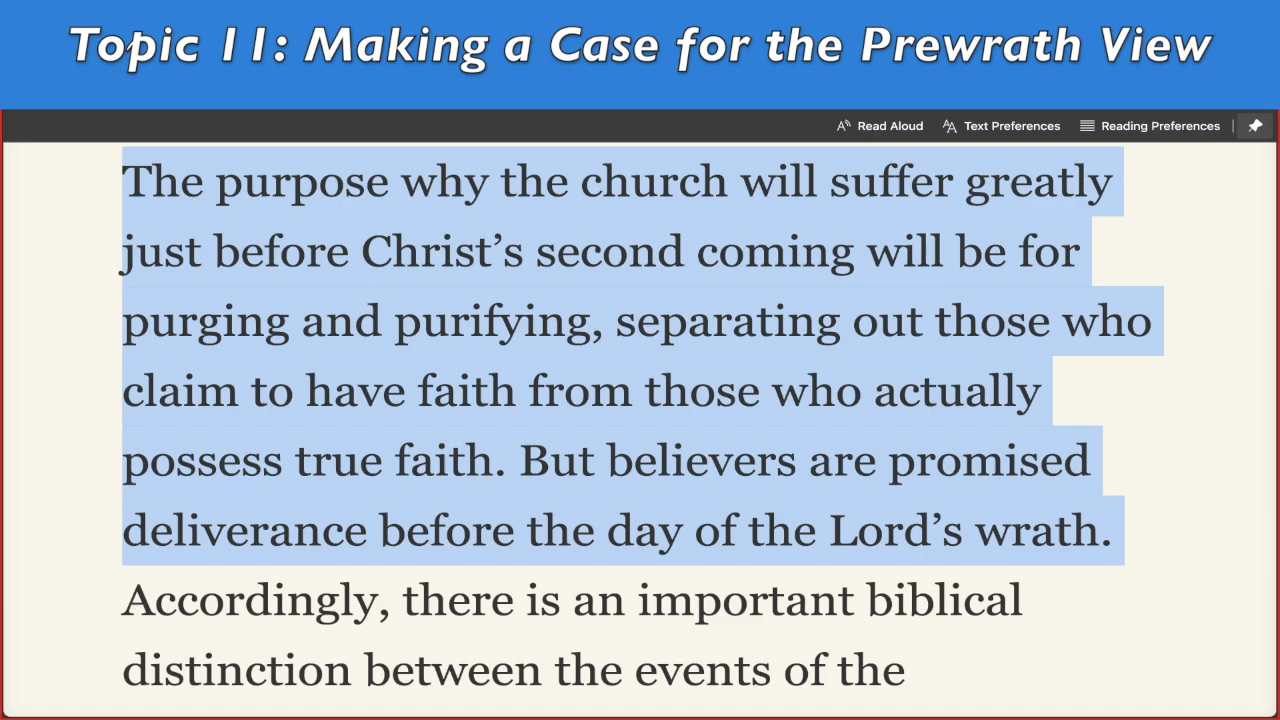 Topic 11: Making a Case for the Prewrath View
Read Aloud Text Preferences Reading Preferences
The purpose why the church will suffer greatly
just before Christ’s second coming will be for
purging and purifying, separating out those who
claim to have faith from those who actually
possess true faith. But believers are promised
deliverance before the day of the Lord’s wrath.
Accordingly, there is an important biblical
distinction between the events of the